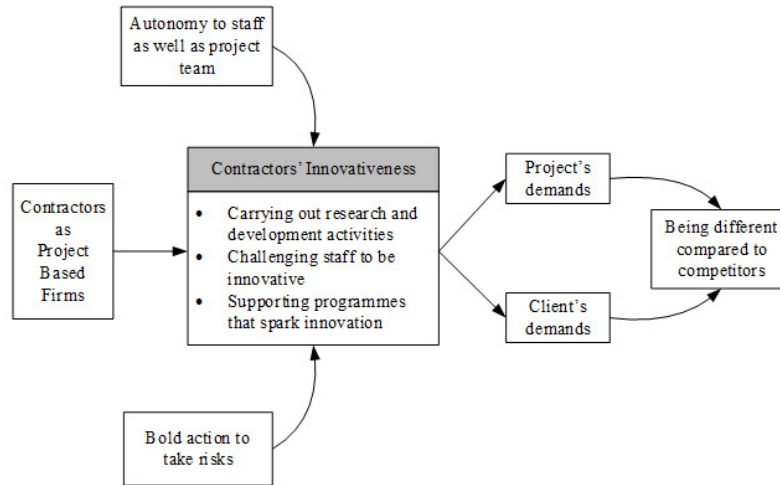 Autonomy to staff
as well as project
team
Contractors
as
Project
Based
Firms
Contractors’ Innovativeness
• Carrying out research and
development activities
• Challenging staff to be
innovative
• Supporting programmes
that spark innovation
Project’s
demands
Client’s
demands
Being different
compared to
competitors
Bold action to
take risks